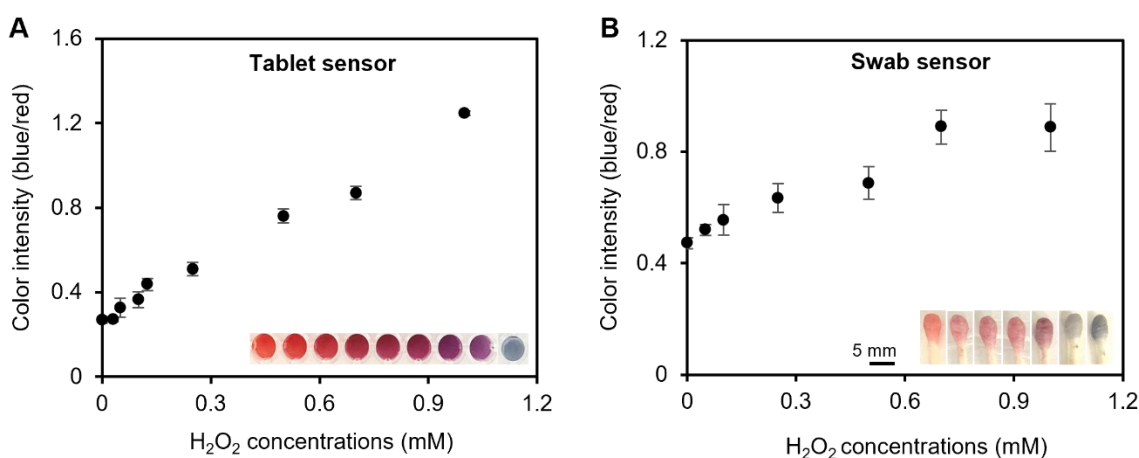 A
Tablet sensor
Color intensity (blue/red)
1.6
1.2
0.8
0.4
0
0 0.3 0.6 0.9 1.2
H₂O₂ concentrations (mM)
B
Swab sensor
Color intensity (blue/red)
1.2
0.8
0.4
0
5 mm
0 0.3 0.6 0.9 1.2
H₂O₂ concentrations (mM)